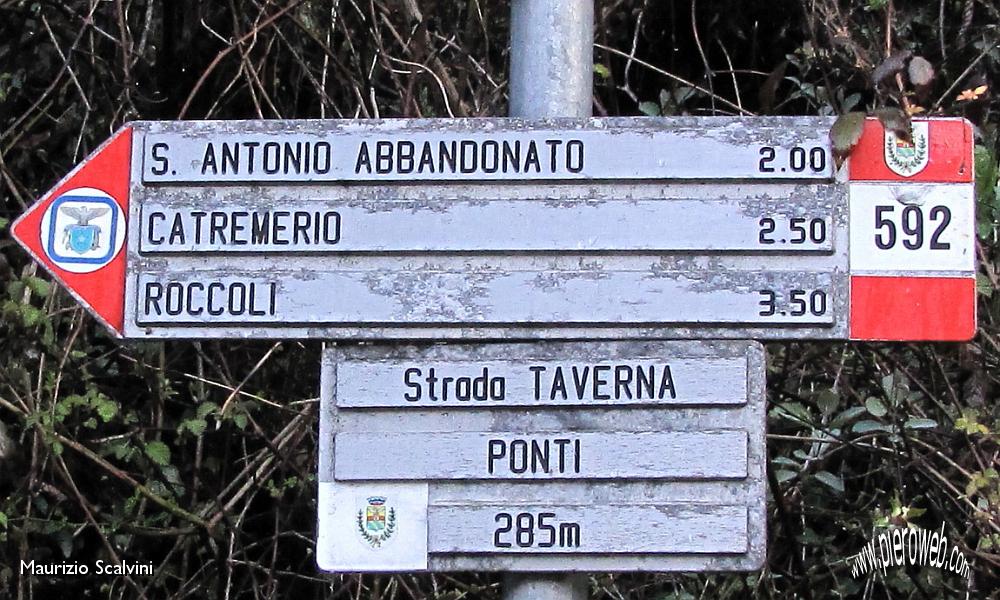 S. ANTONIO ABBANDONATO 2.00
CATREMERIO 2.50
ROCCOLI 3.50
592
Strada TAVERNA
PONTI
285m
Maurizio Scalvini
www.pieroweb.com